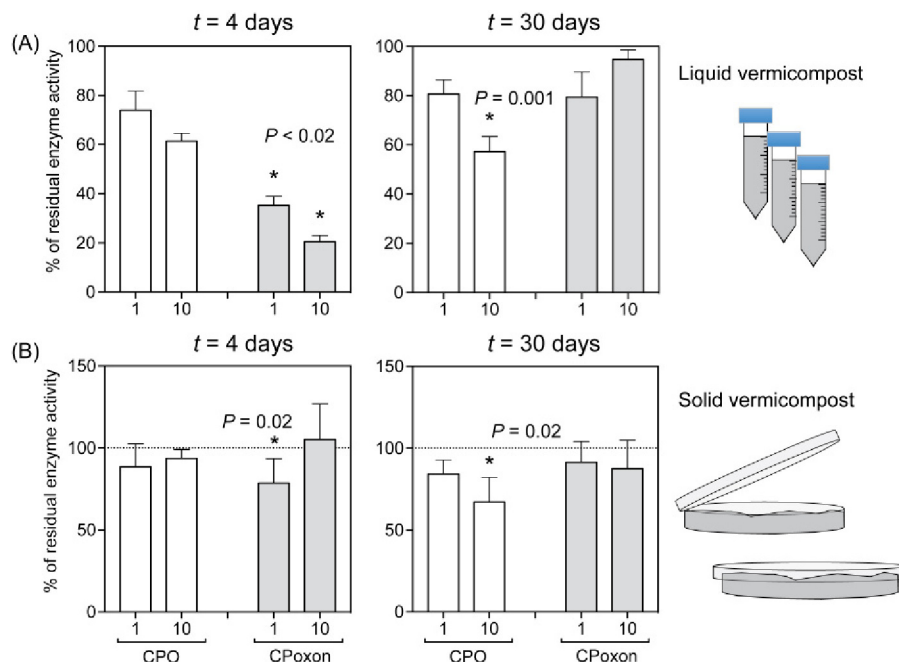 t = 4 days
t = 30 days
(A)
% of residual enzyme activity
100
80
60
40
20
0
P < 0.02
*
*
1
10
1
10
100
80
60
40
20
0
P = 0.001
*
1
10
1
10
Liquid vermicompost
t = 4 days
t = 30 days
(B)
% of residual enzyme activity
150
100
50
0
P = 0.02
*
1
10
1
10
CPO
CPoxon
150
100
50
0
P = 0.02
*
1
10
1
10
CPO
CPoxon
Solid vermicompost